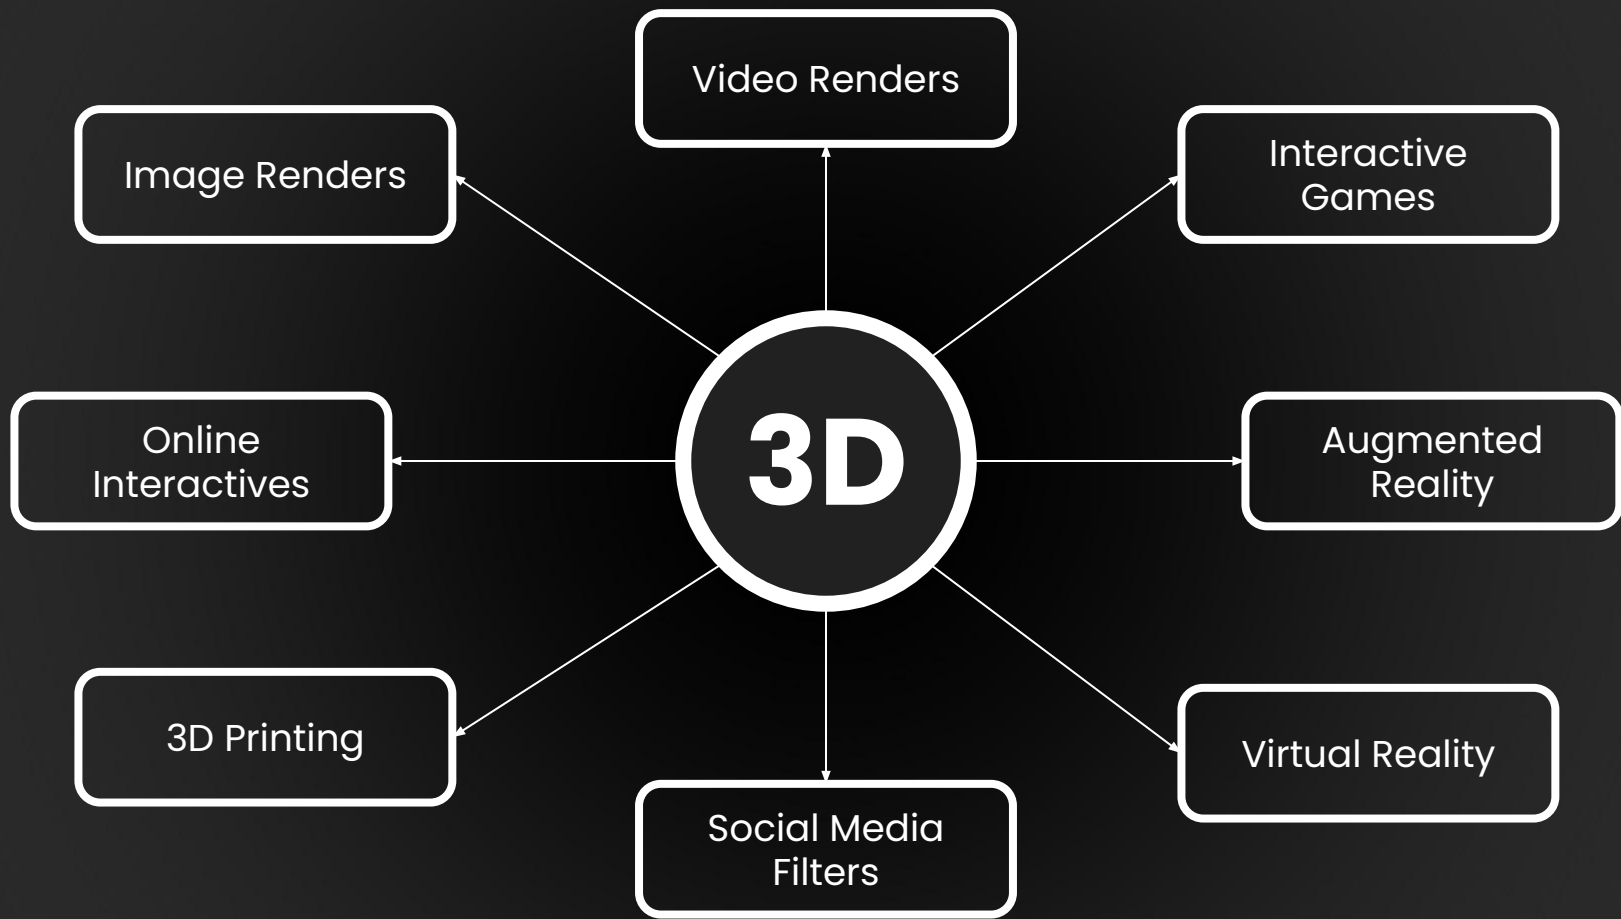 Video Renders
Image Renders
Interactive
Games
3D
Online
Interactives
Augmented
Reality
3D Printing
Virtual Reality
Social Media
Filters